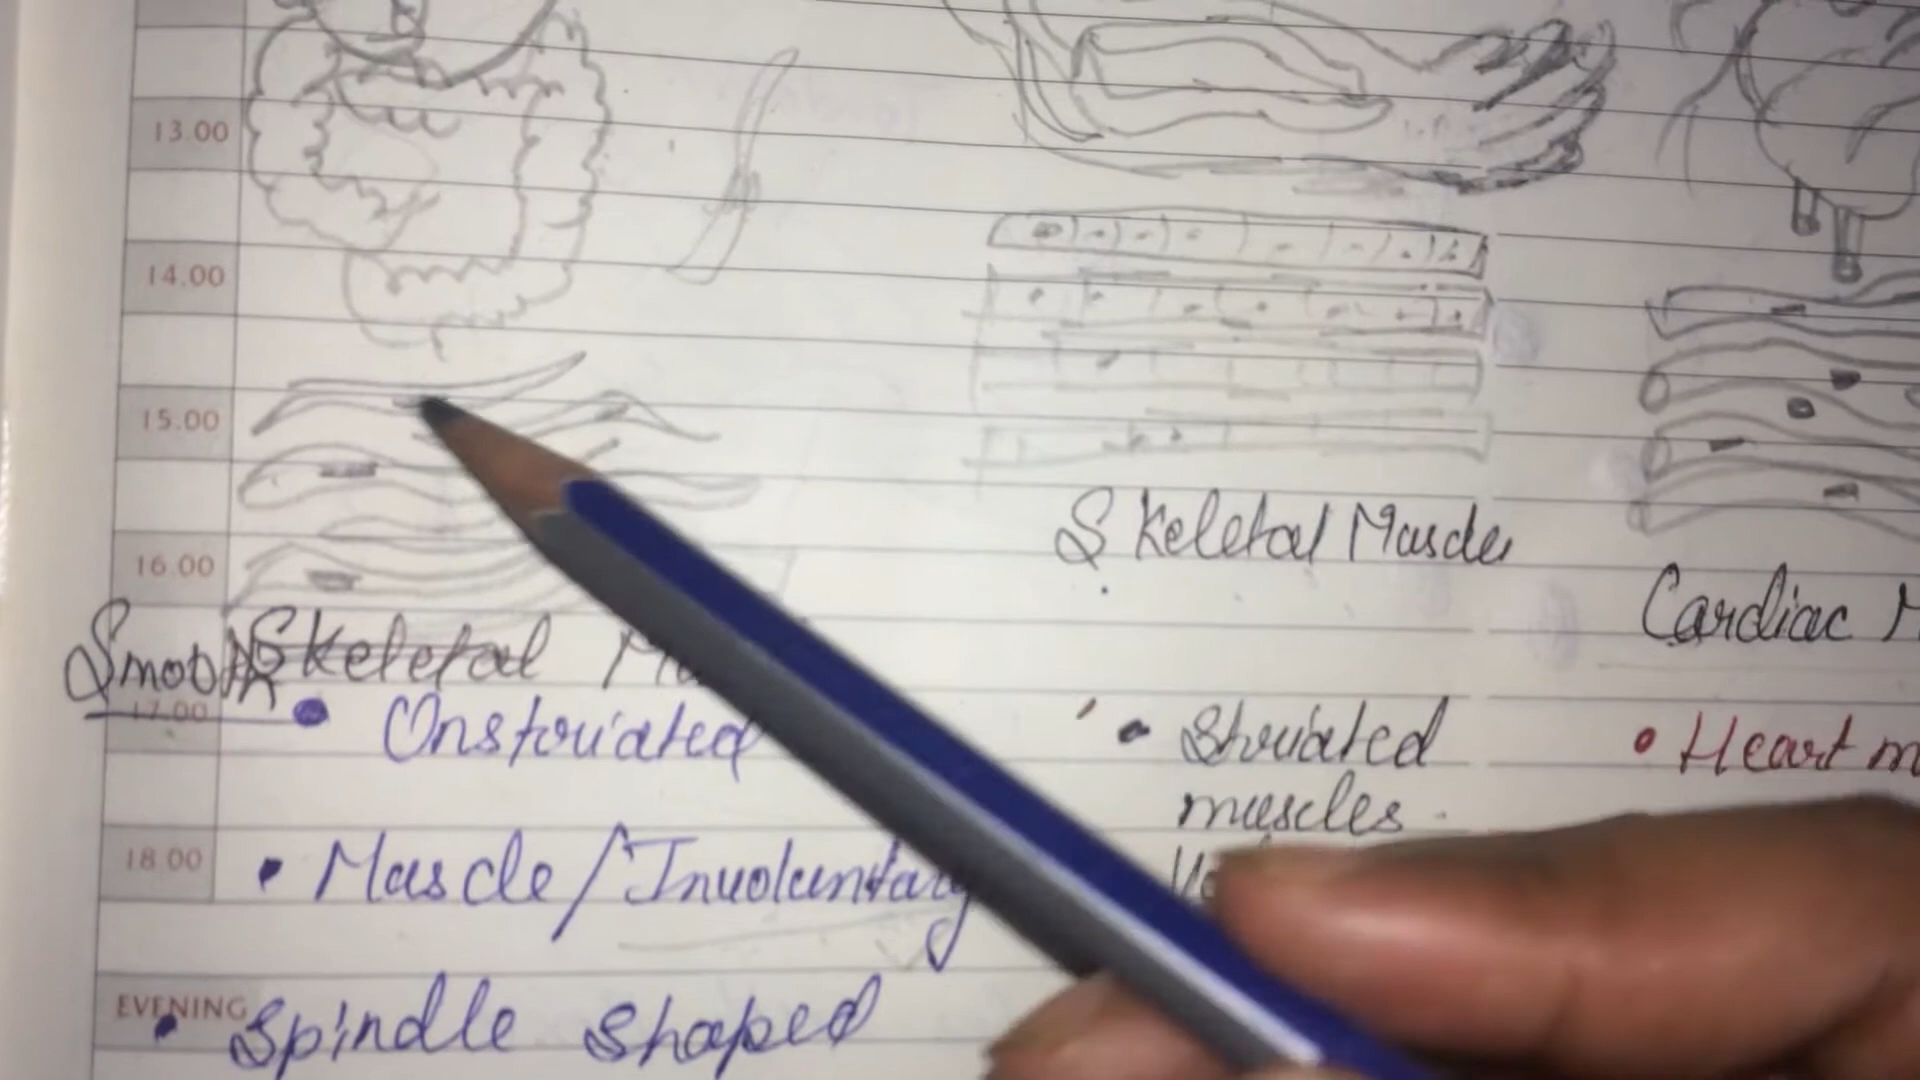 13.00
14.00
15.00
16.00
17.00
18.00
EVENING
Skeletal Muscles
Cardiac
Smooth Skeletal
Onstriated
• Muscle/Involuntary
• Spindle shaped
• Striated
muscles
• Heart